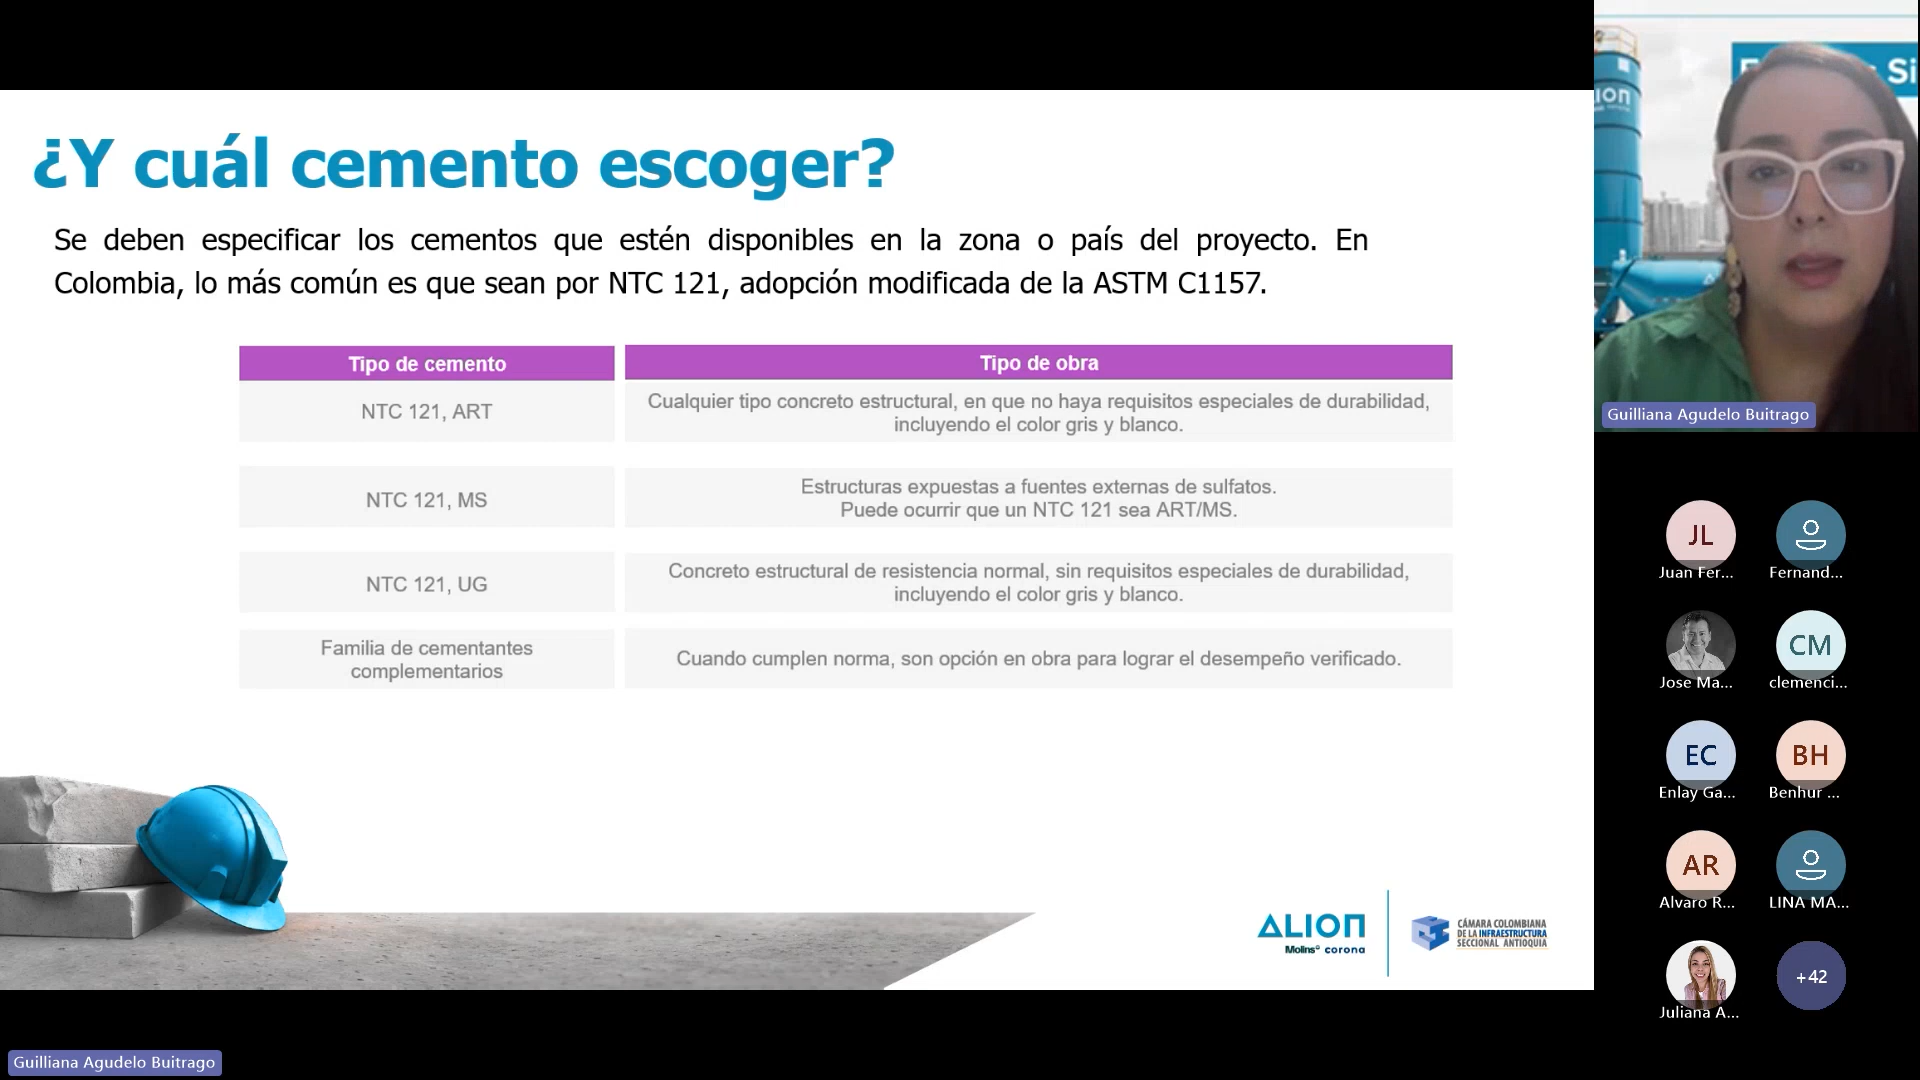 ¿Y cuál cemento escoger?
Se deben especificar los cementos que estén disponibles en la zona o país del proyecto. En
Colombia, lo más común es que sean por NTC 121, adopción modificada de la ASTM C1157.
Tipo de cemento
Tipo de obra
NTC 121, ART
Cualquier tipo concreto estructural, en que no haya requisitos especiales de durabilidad,
incluyendo el color gris y blanco.
NTC 121, MS
Estructuras expuestas a fuentes externas de sulfatos.
Puede ocurrir que un NTC 121 sea ART/MS.
NTC 121, UG
Concreto estructural de resistencia normal, sin requisitos especiales de durabilidad,
incluyendo el color gris y blanco.
Familia de cementantes
complementarios
Cuando cumplen norma, son opción en obra para lograr el desempeño verificado.
ALION
Molins corona
CÁMARA COLOMBIANA
DE LA INFRAESTRUCTURA
SECCIONAL ANTIOQUIA
Guilliana Agudelo Buitrago
Si
ION
Guilliana Agudelo Buitrago
JL
Juan Fer...
Fernand...
Jose Ma...
CM
clemenci...
EC
Enlay Ga...
BH
Benhur ...
AR
Alvaro R...
LINA MA...
Juliana A...
+42